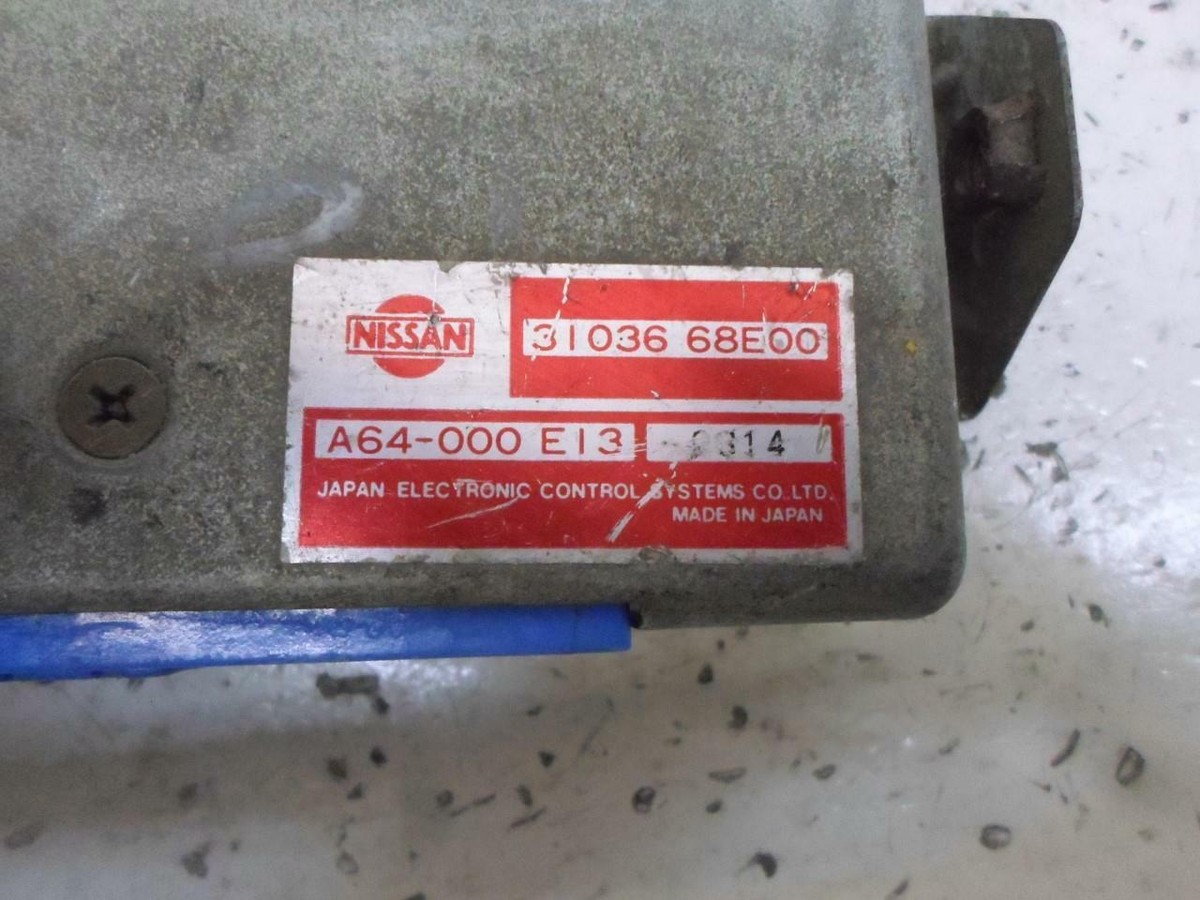 NISSAN
31036 68E00
A64-000 E13
JAPAN ELECTRONIC CONTROL SYSTEMS CO.,LTD.
MADE IN JAPAN